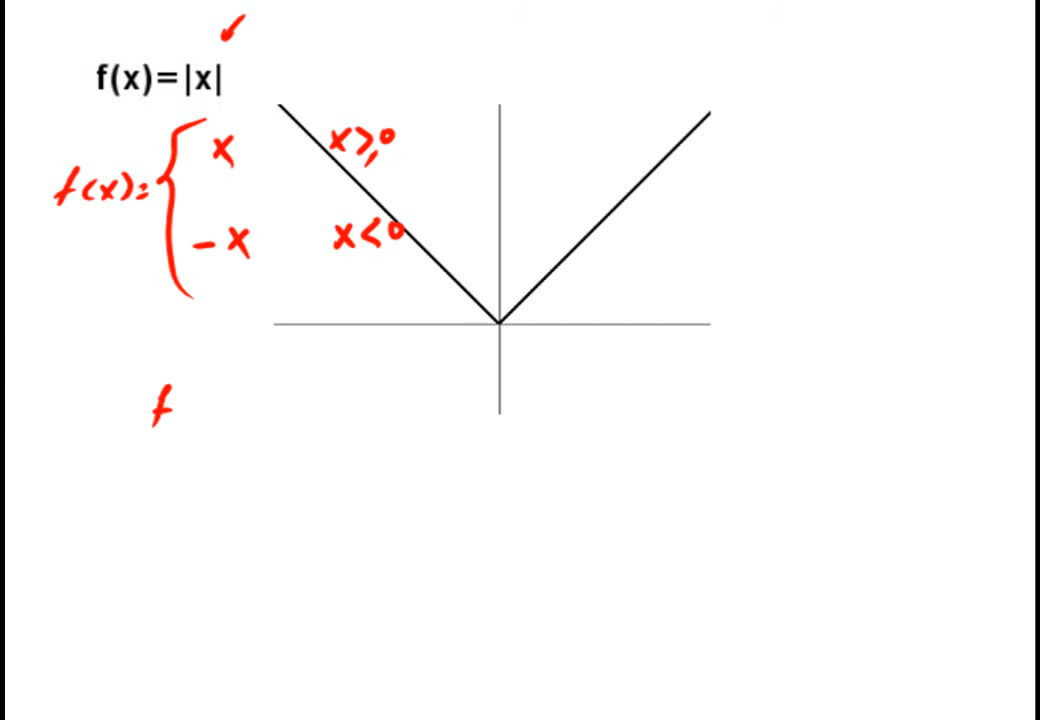 f(x)=|x|
f(x)= { x x≥0
- x x<0
f